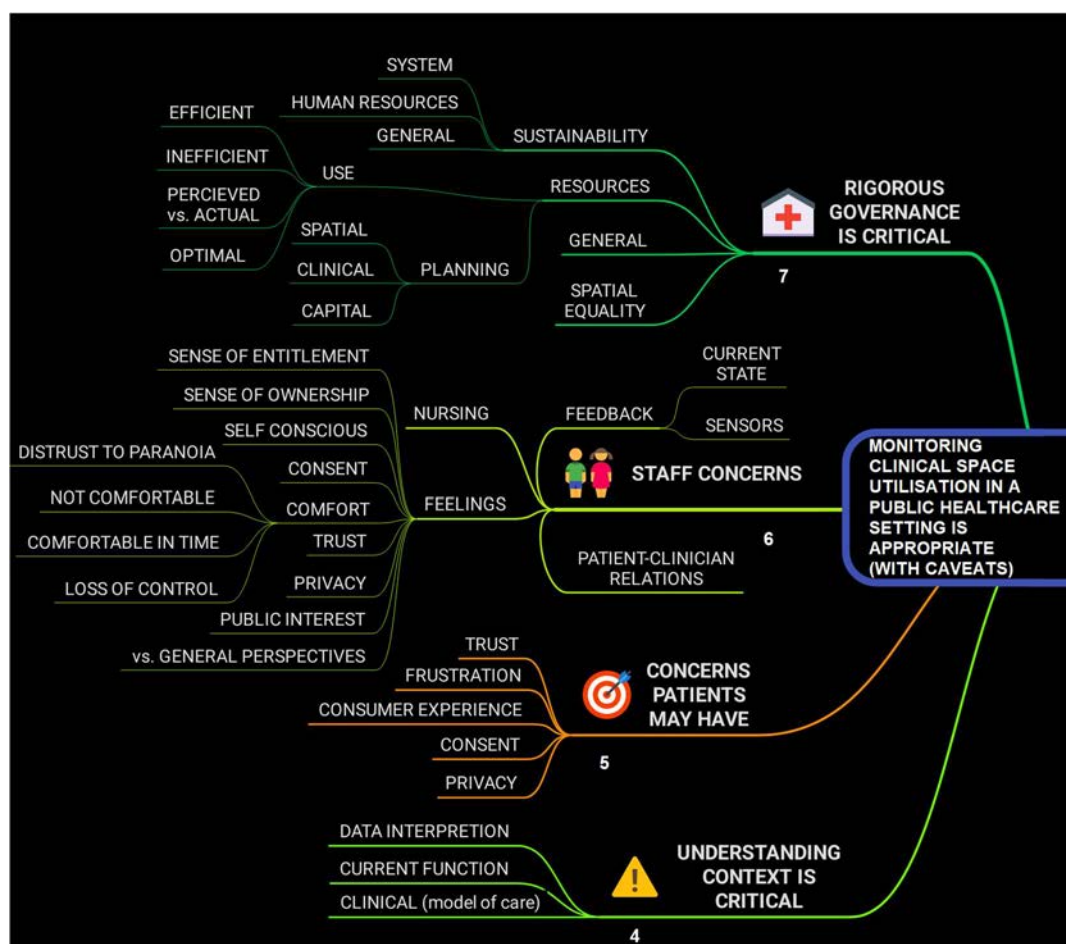 SYSTEM
HUMAN RESOURCES
GENERAL
SUSTAINABILITY
EFFICIENT
INEFFICIENT
PERCIEVED
vs. ACTUAL
OPTIMAL
USE
RESOURCES
SPATIAL
CLINICAL
CAPITAL
PLANNING
GENERAL
SPATIAL
EQUALITY
RIGOROUS
GOVERNANCE
IS CRITICAL
7
SENSE OF ENTITLEMENT
SENSE OF OWNERSHIP
SELF CONSCIOUS
CONSENT
COMFORT
TRUST
PRIVACY
PUBLIC INTEREST
vs. GENERAL PERSPECTIVES
DISTRUST TO PARANOIA
NOT COMFORTABLE
COMFORTABLE IN TIME
LOSS OF CONTROL
FEELINGS
NURSING
FEEDBACK
CURRENT
STATE
SENSORS
STAFF CONCERNS
6
PATIENT-CLINICIAN
RELATIONS
MONITORING
CLINICAL SPACE
UTILISATION IN A
PUBLIC HEALTHCARE
SETTING IS
APPROPRIATE
(WITH CAVEATS)
TRUST
FRUSTRATION
CONSUMER EXPERIENCE
CONSENT
PRIVACY
CONCERNS
PATIENTS
MAY HAVE
5
DATA INTERPRETION
CURRENT FUNCTION
CLINICAL (model of care)
UNDERSTANDING
CONTEXT IS
CRITICAL
4